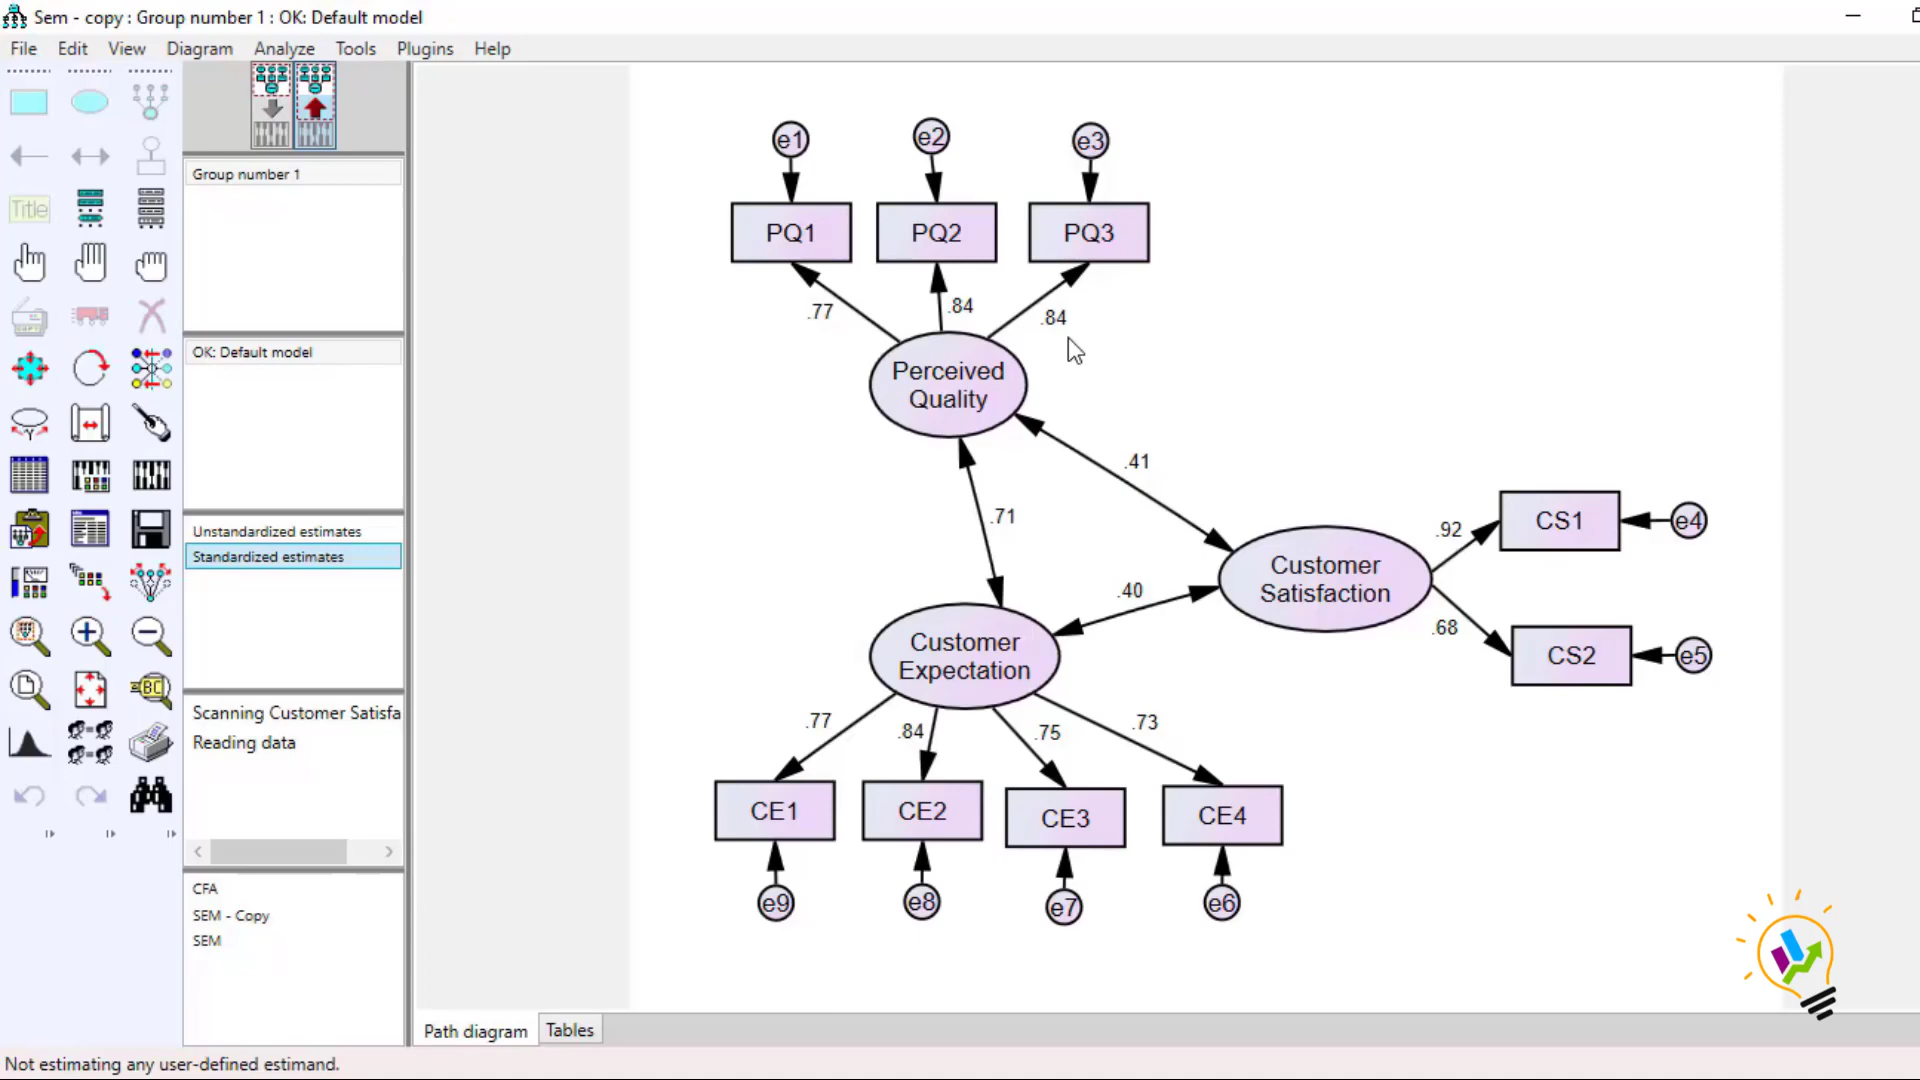 Sem - copy : Group number 1 : OK: Default model
File Edit View Diagram Analyze Tools Plugins Help
Title
Group number 1
OK: Default model
Unstandardized estimates
Standardized estimates
Scanning Customer Satisfa
Reading data
CFA
SEM - Copy
SEM
e1 e2 e3
PQ1 PQ2 PQ3
.77 .84 .84
Perceived
Quality
.41
.71
.40
Customer
Satisfaction
.92
.68
CS1 e4
CS2 e5
Customer
Expectation
.77 .84 .75 .73
CE1 CE2 CE3 CE4
e9 e8 e7 e6
Path diagram Tables
Not estimating any user-defined estimand.